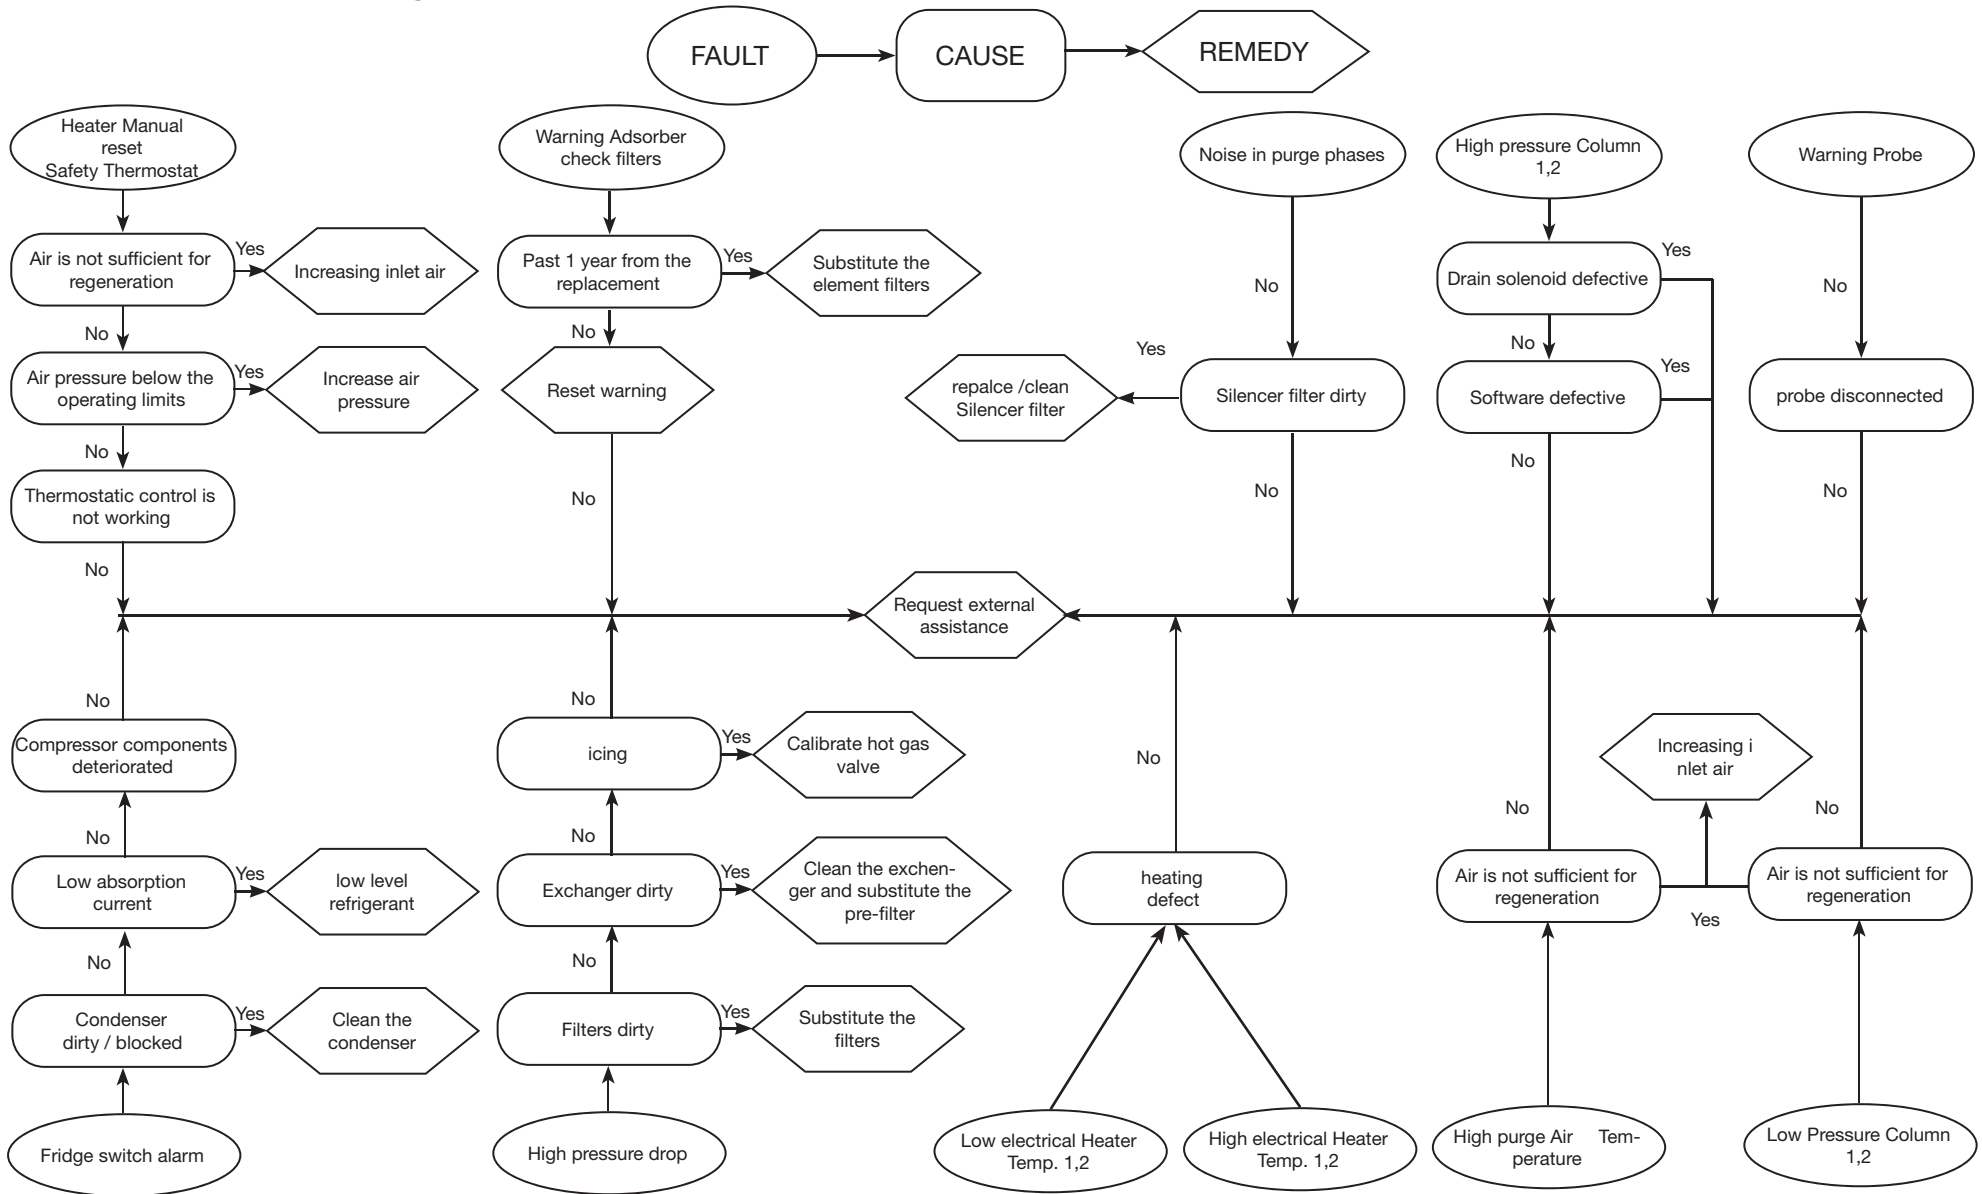 FAULT
CAUSE
REMEDY
Heater Manual
reset
Safety Thermostat
Warning Adsorber
check filters
Noise in purge phases
High pressure Column
1,2
Warning Probe
Air is not sufficient for
regeneration
Yes
Increasing inlet air
Past 1 year from the
replacement
Yes
Substitute the
element filters
No
Drain solenoid defective
Yes
No
No
Air pressure below the
operating limits
Yes
Increase air
pressure
No
Reset warning
Yes
repalce /clean
Silencer filter
Silencer filter dirty
No
Software defective
Yes
probe disconnected
No
Thermostatic control is
not working
No
No
No
No
No
Request external
assistance
No
Compressor components
deteriorated
No
icing
Yes
Calibrate hot gas
valve
No
Increasing i
nlet air
No
No
No
Low absorption
current
Yes
low level
refrigerant
No
Exchanger dirty
Yes
Clean the exchen-
ger and substitute the
pre-filter
heating
defect
Air is not sufficient for
regeneration
Yes
Air is not sufficient for
regeneration
No
Condenser
dirty / blocked
Yes
Clean the
condenser
No
Filters dirty
Yes
Substitute the
filters
Fridge switch alarm
High pressure drop
Low electrical Heater
Temp. 1,2
High electrical Heater
Temp. 1,2
High purge Air Tem-
perature
Low Pressure Column
1,2